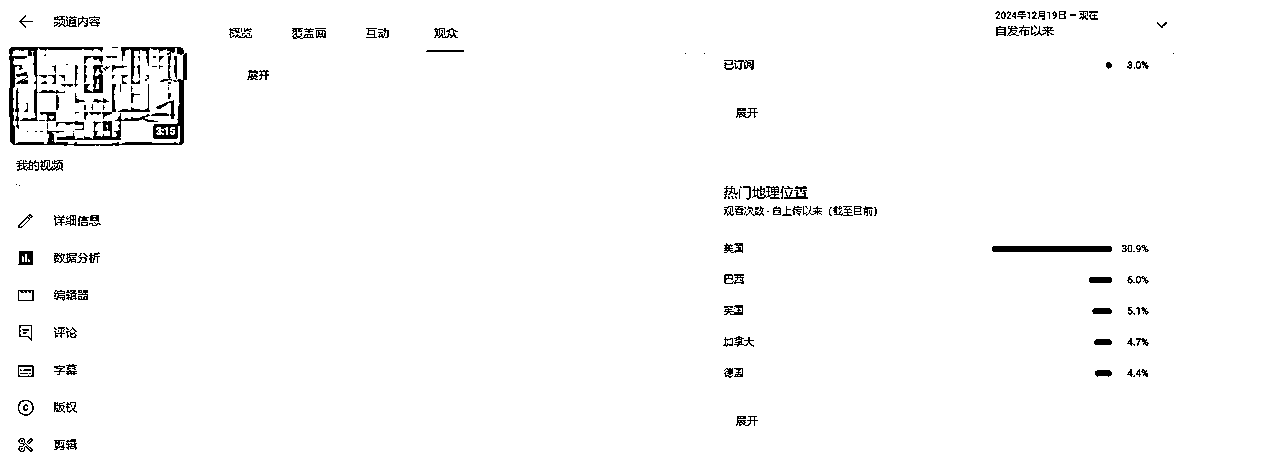 频道内容
3:15
我的视频
详细信息
数据分析
编辑器
评论
字幕
版权
剪辑
概览
覆盖面
互动
观众
展开
2024年12月19日 – 现在
自发布以来
已订阅 3.0%
展开
热门地理位置
观看次数 · 自上传以来（截至目前）
美国 30.9%
巴西 6.0%
英国 5.1%
加拿大 4.7%
德国 4.4%
展开